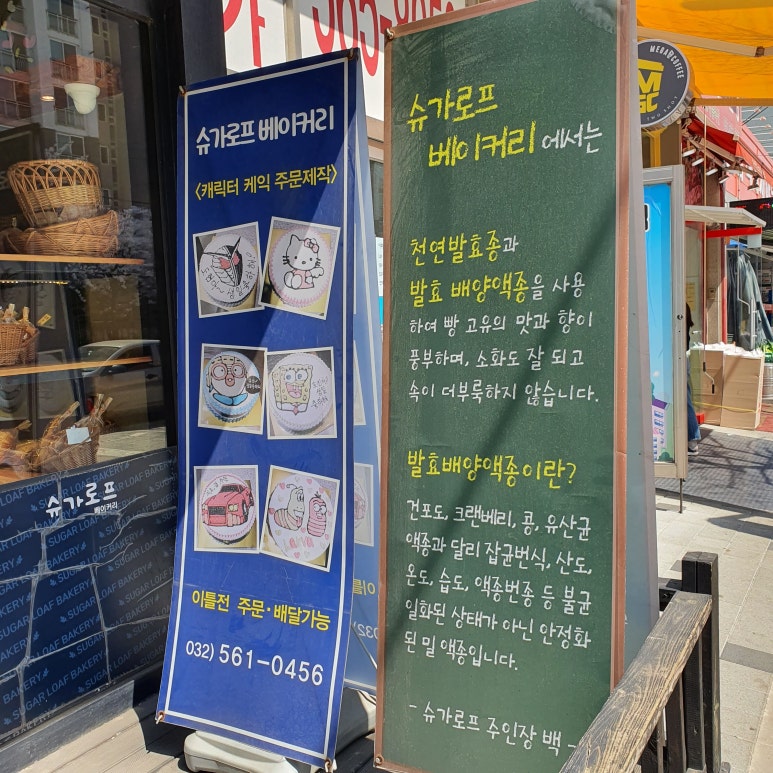 슈가로프 베이커리
<캐릭터 케익 주문제작>
이틀전 주문·배달가능
032) 561-0456
슈가로프
베이커리 에서는
천연발효종과
발효 배양액종을 사용
하여 빵 고유의 맛과 향이
풍부하며, 소화도 잘 되고
속이 더부룩하지 않습니다.
발효배양액종이란?
건포도, 크랜베리, 콩, 유산균
액종과 달리 잡균번식, 산도,
온도, 습도, 액종번종 등 불균
일화된 상태가 아닌 안정화
된 밀 액종입니다.
- 슈가로프 주인장 백 -
슈가로프
베이커리
SUGAR LOAF BAKERY
MEGA COFFEE